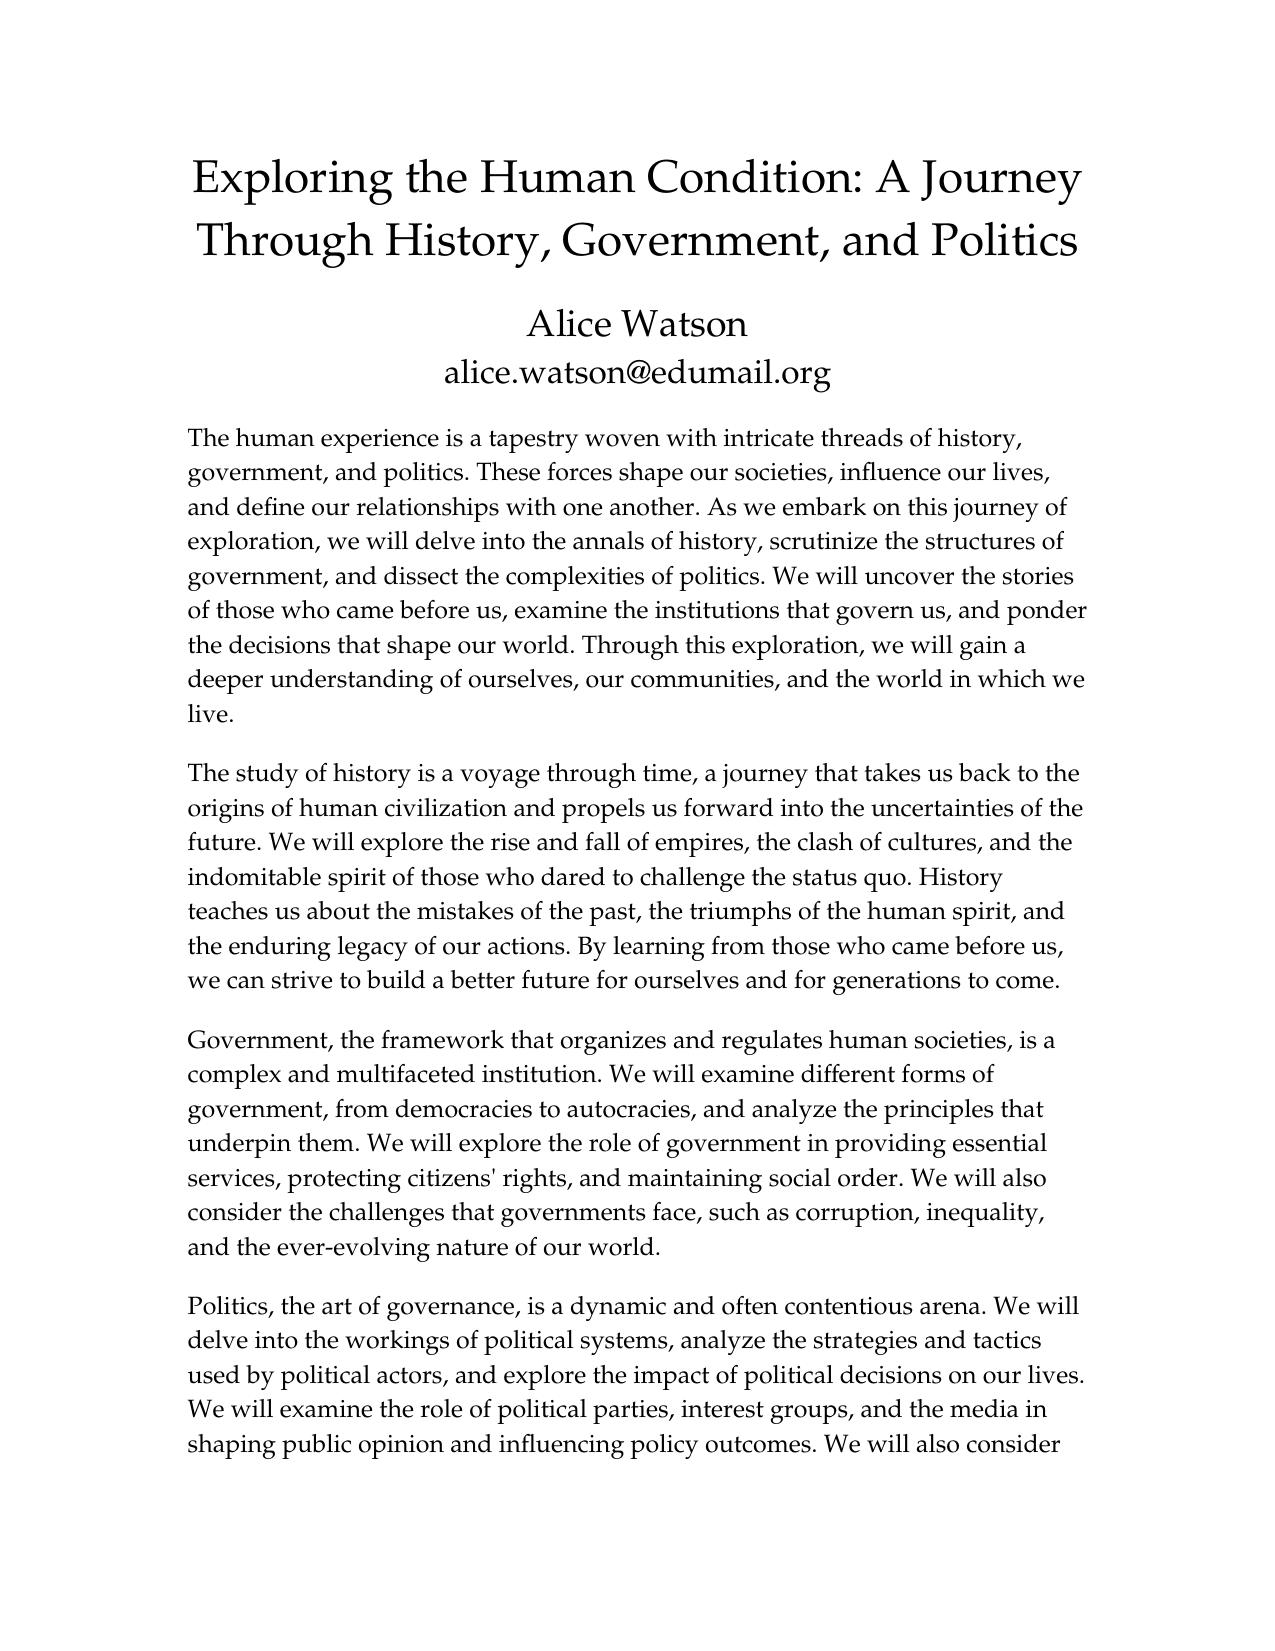 Exploring the Human Condition: A Journey
Through History, Government, and Politics
Alice Watson
alice.watson@edumail.org
The human experience is a tapestry woven with intricate threads of history,
government, and politics. These forces shape our societies, influence our lives,
and define our relationships with one another. As we embark on this journey of
exploration, we will delve into the annals of history, scrutinize the structures of
government, and dissect the complexities of politics. We will uncover the stories
of those who came before us, examine the institutions that govern us, and ponder
the decisions that shape our world. Through this exploration, we will gain a
deeper understanding of ourselves, our communities, and the world in which we
live.
The study of history is a voyage through time, a journey that takes us back to the
origins of human civilization and propels us forward into the uncertainties of the
future. We will explore the rise and fall of empires, the clash of cultures, and the
indomitable spirit of those who dared to challenge the status quo. History
teaches us about the mistakes of the past, the triumphs of the human spirit, and
the enduring legacy of our actions. By learning from those who came before us,
we can strive to build a better future for ourselves and for generations to come.
Government, the framework that organizes and regulates human societies, is a
complex and multifaceted institution. We will examine different forms of
government, from democracies to autocracies, and analyze the principles that
underpin them. We will explore the role of government in providing essential
services, protecting citizens' rights, and maintaining social order. We will also
consider the challenges that governments face, such as corruption, inequality,
and the ever-evolving nature of our world.
Politics, the art of governance, is a dynamic and often contentious arena. We will
delve into the workings of political systems, analyze the strategies and tactics
used by political actors, and explore the impact of political decisions on our lives.
We will examine the role of political parties, interest groups, and the media in
shaping public opinion and influencing policy outcomes. We will also consider